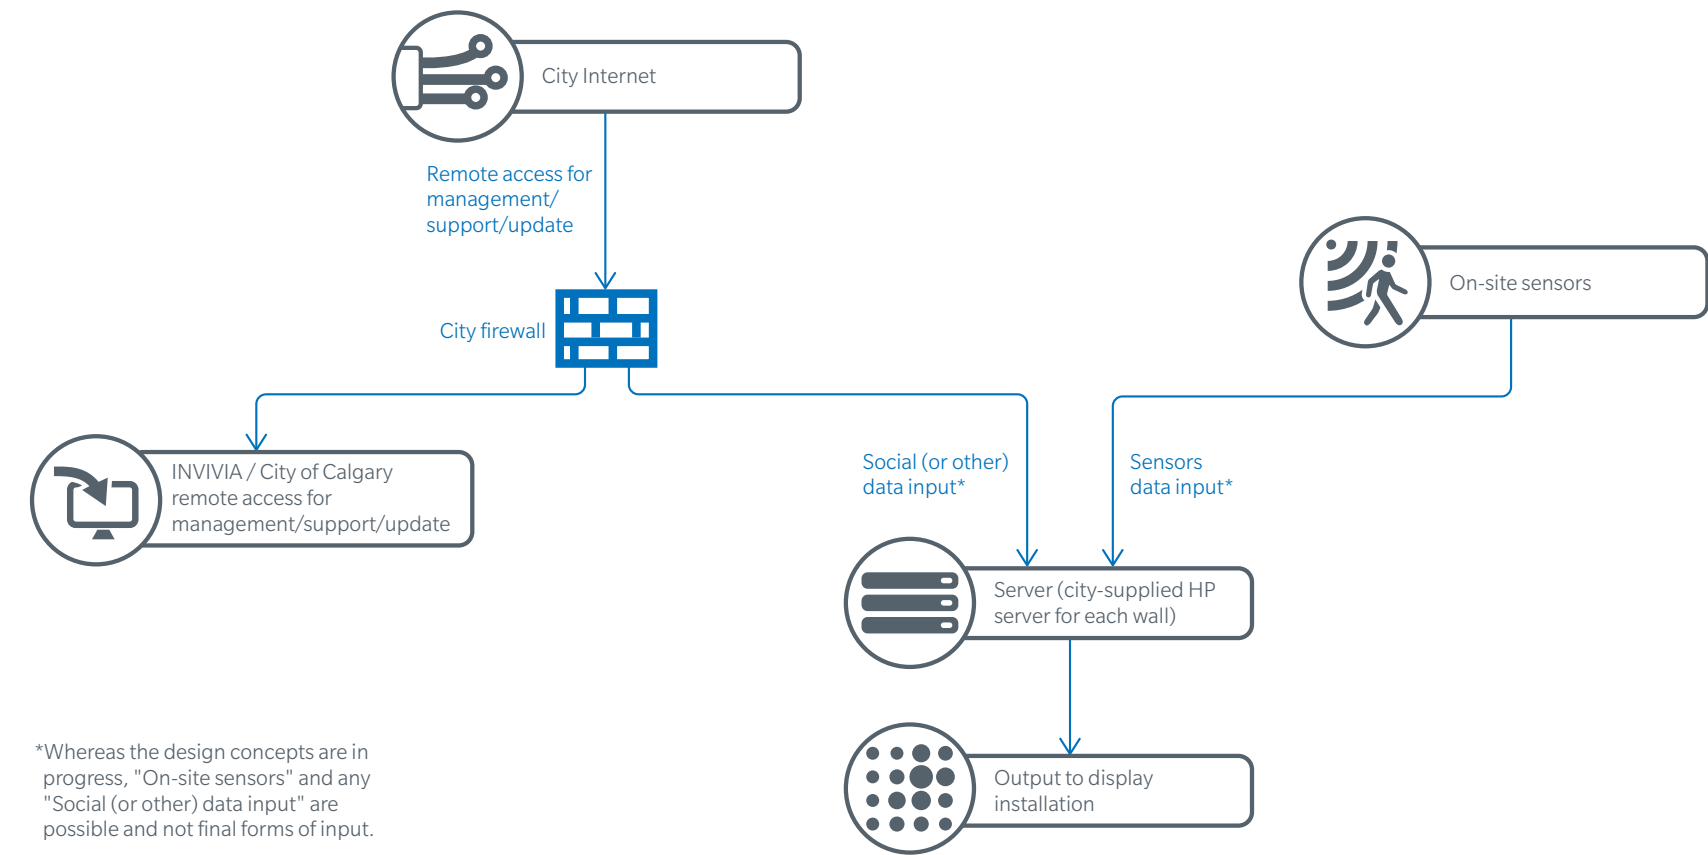 City Internet
Remote access for
management/
support/update
On-site sensors
City firewall
INVIVIA / City of Calgary
remote access for
management/support/update
Social (or other)
data input*
Sensors
data input*
Server (city-supplied HP
server for each wall)
Output to display
installation
*Whereas the design concepts are in
progress, "On-site sensors" and any
"Social (or other) data input" are
possible and not final forms of input.